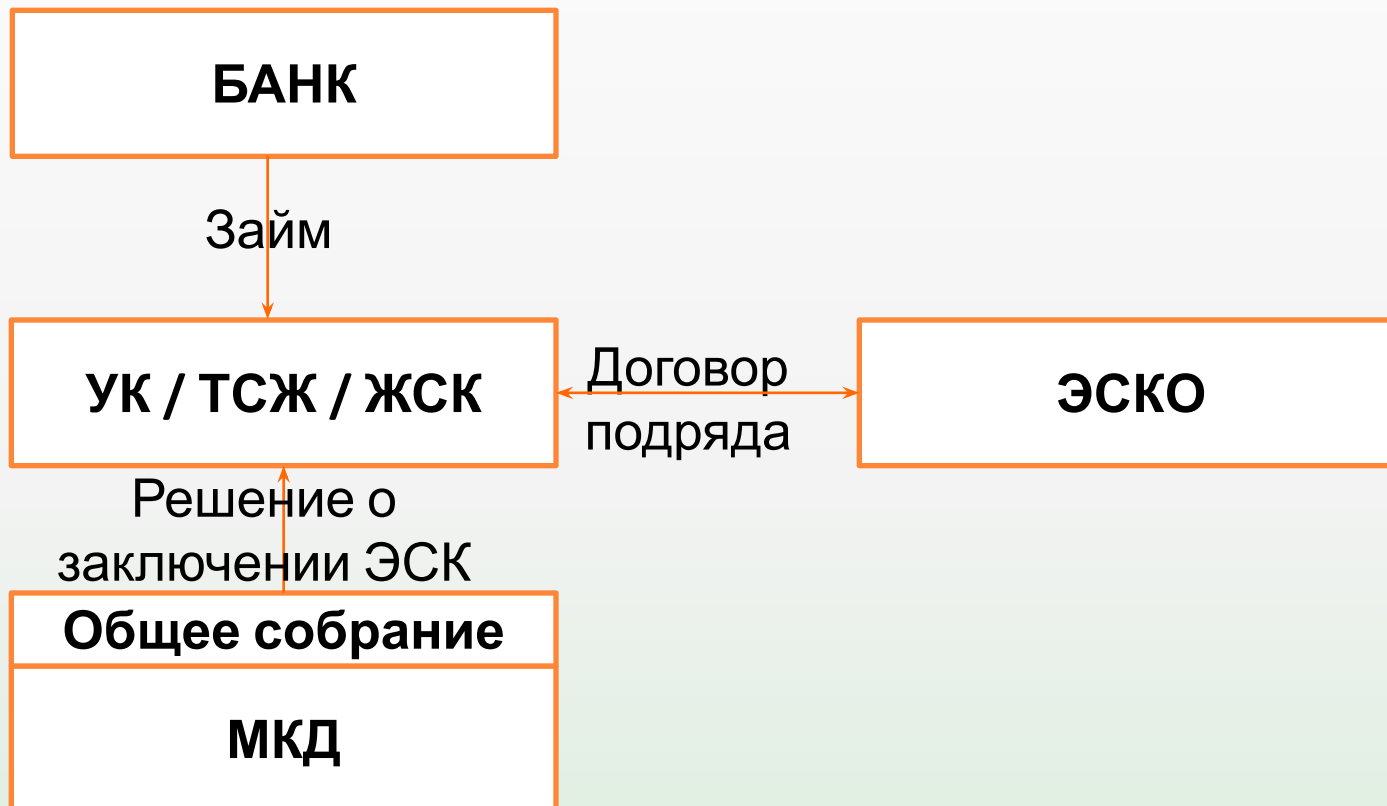 БАНК
Займ
УК / ТСЖ / ЖСК
Договор
подряда
ЭСКО
Решение о
заключении ЭСК
Общее собрание
МКД